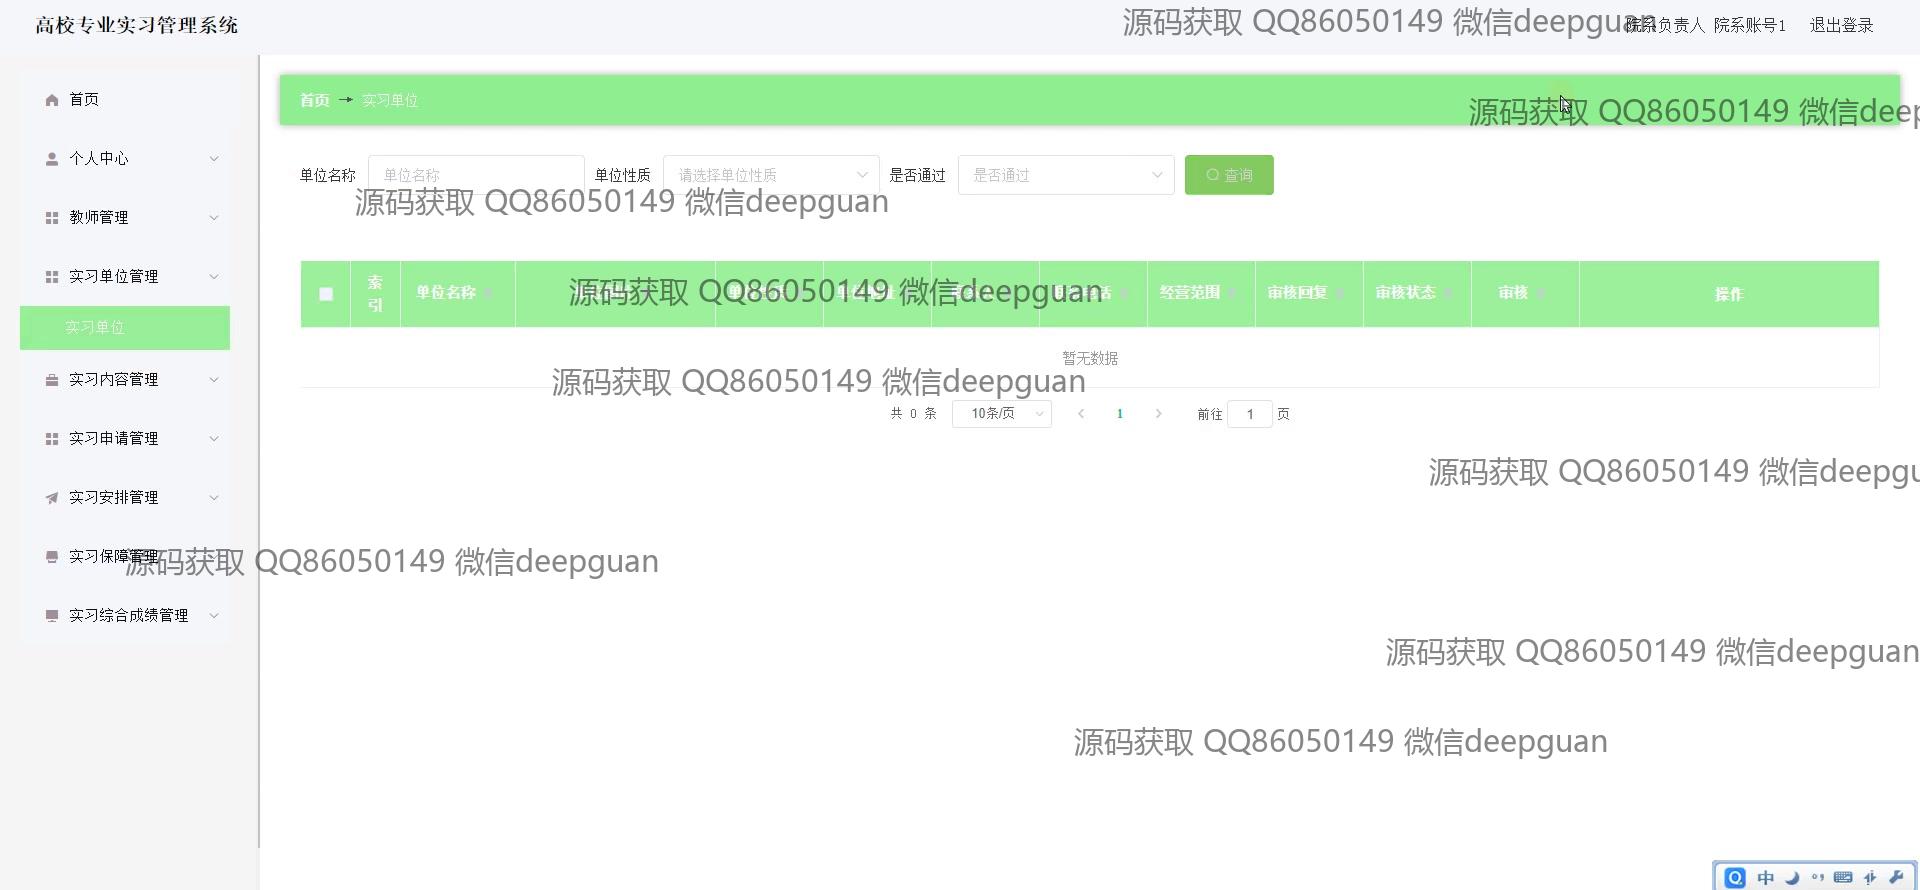 高校专业实习管理系统
源码获取 QQ86050149 微信deepguan
院系负责人 院系账号1
退出登录
首页
个人中心
教师管理
实习单位管理
实习单位
实习内容管理
实习申请管理
实习安排管理
实习保障管理
实习综合成绩管理
首页 → 实习单位
源码获取 QQ86050149 微信deep
单位名称 单位名称 单位性质 请选择单位性质 是否通过 是否通过 查询
源码获取 QQ86050149 微信deepguan
索引 单位名称 经营范围 审核回复 审核状态 审核 操作
源码获取 QQ86050149 微信deepguan
暂无数据
源码获取 QQ86050149 微信deepguan
共 0 条 10条/页 1 前往 1 页
源码获取 QQ86050149 微信deepgu
源码获取 QQ86050149 微信deepguan
源码获取 QQ86050149 微信deepguan
源码获取 QQ86050149 微信deepguan
中